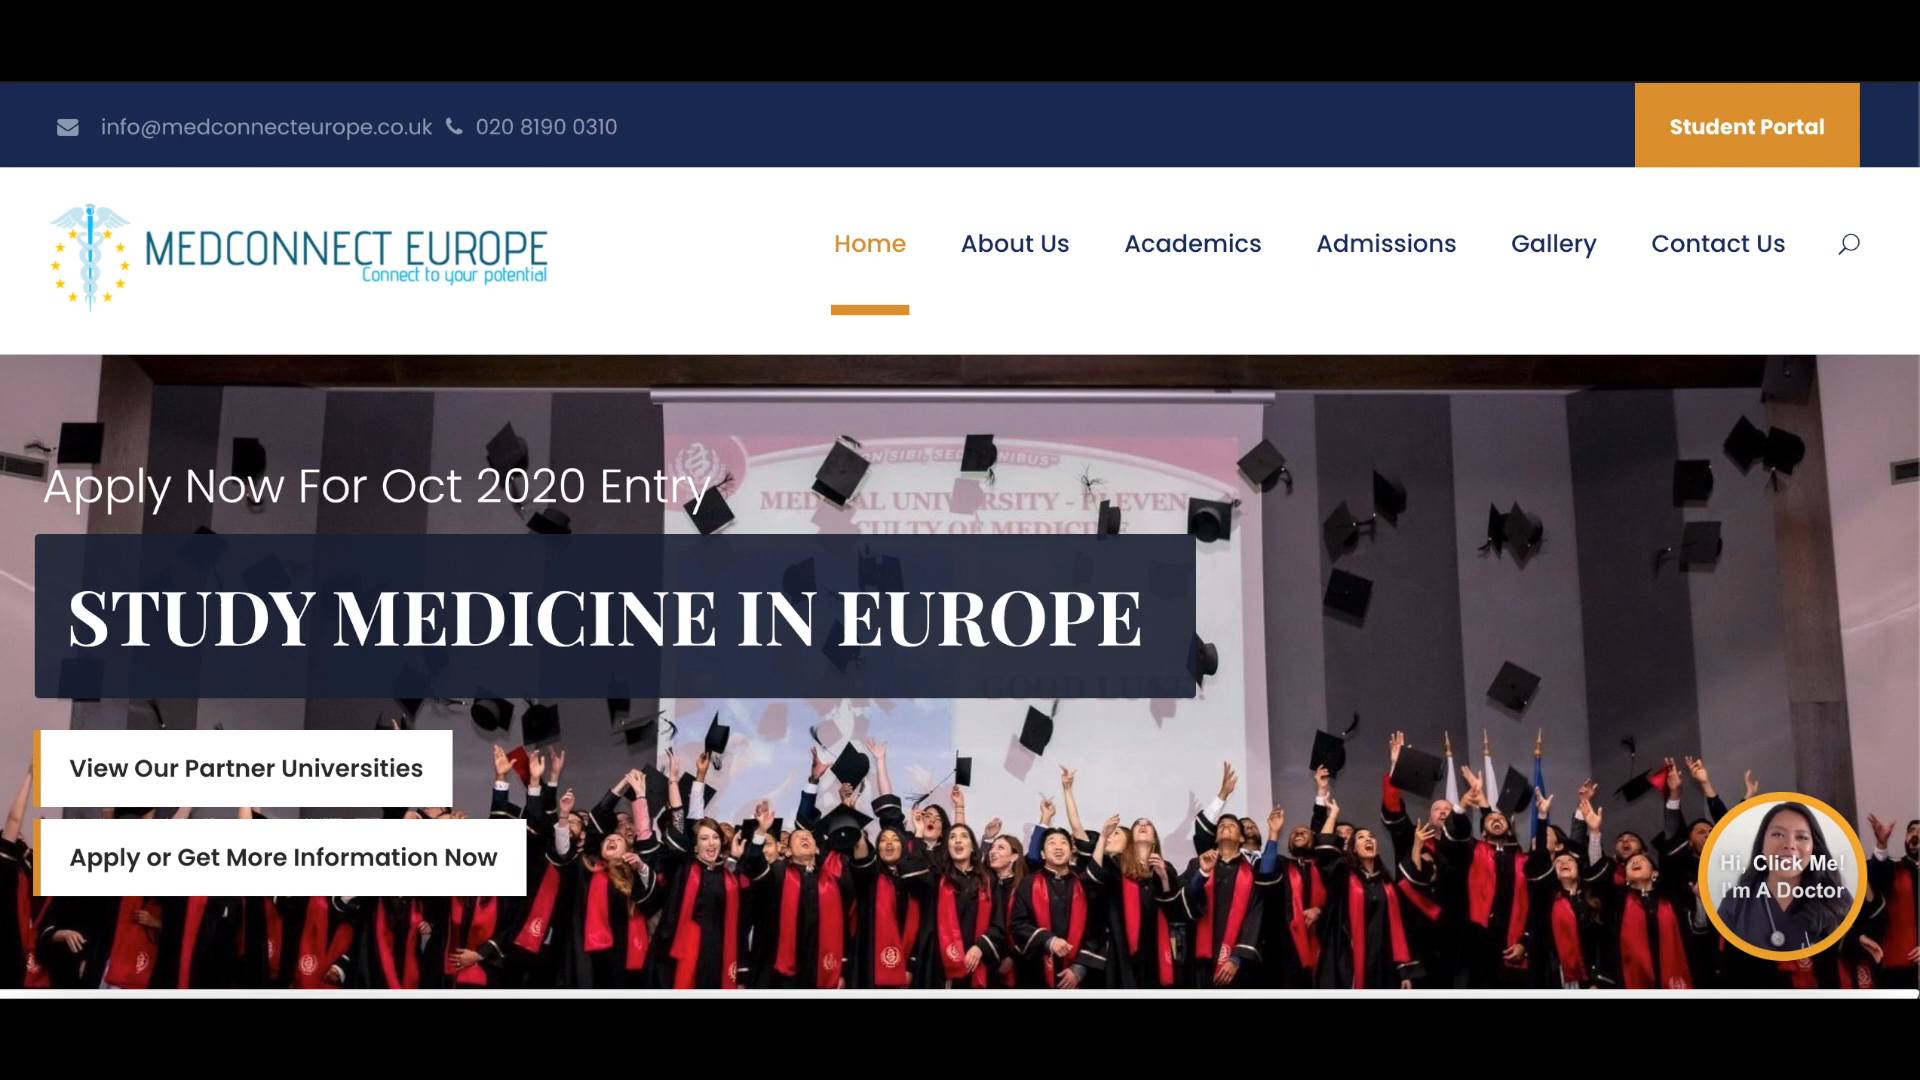 info@medconnecteurope.co.uk 020 8190 0310
Student Portal
MEDCONNECT EUROPE
Connect to your potential
Home About Us Academics Admissions Gallery Contact Us
Apply Now For Oct 2020 Entry
STUDY MEDICINE IN EUROPE
GOOD LUCK!
View Our Partner Universities
Apply or Get More Information Now
Hi, Click Me!
I'm A Doctor